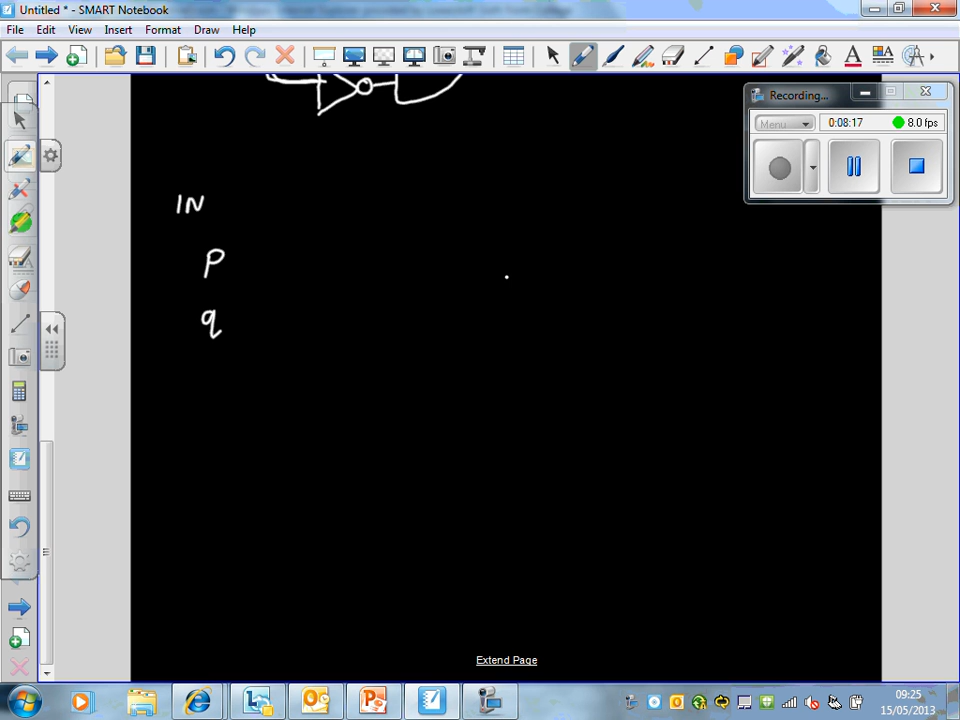 Untitled * - SMART Notebook
File Edit View Insert Format Draw Help
Recording...
Menu 0:08:17 8.0 fps
IN
P
q
Extend Page
09:25
15/05/2013